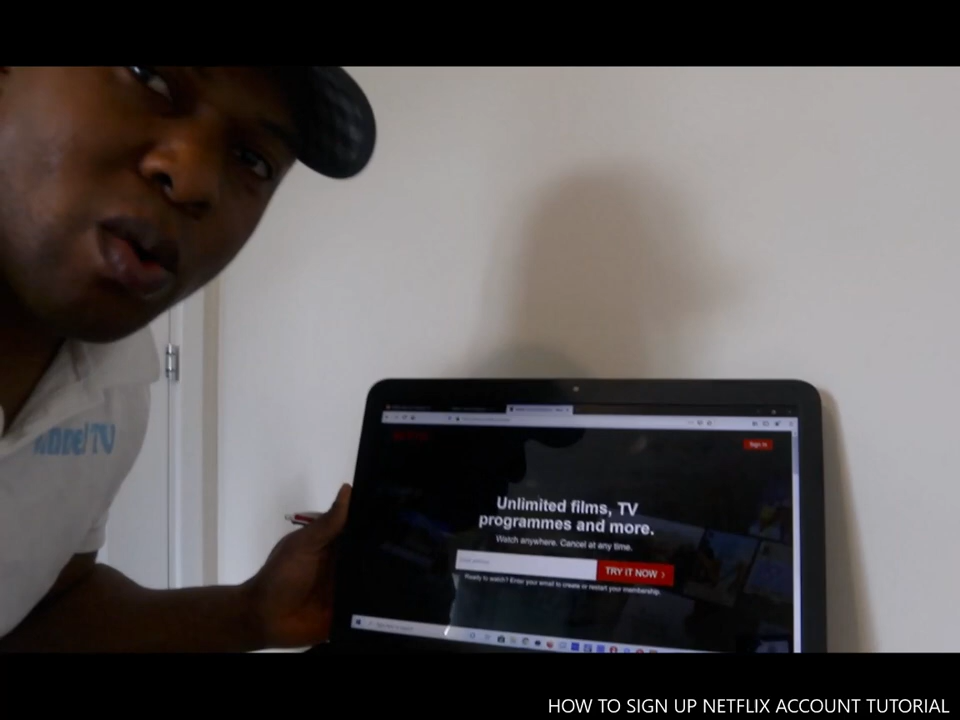 Sign In
Unlimited films, TV
programmes and more.
Watch anywhere. Cancel at any time.
TRY IT NOW >
Ready to watch? Enter your email to create or restart your membership.
TV
HOW TO SIGN UP NETFLIX ACCOUNT TUTORIAL